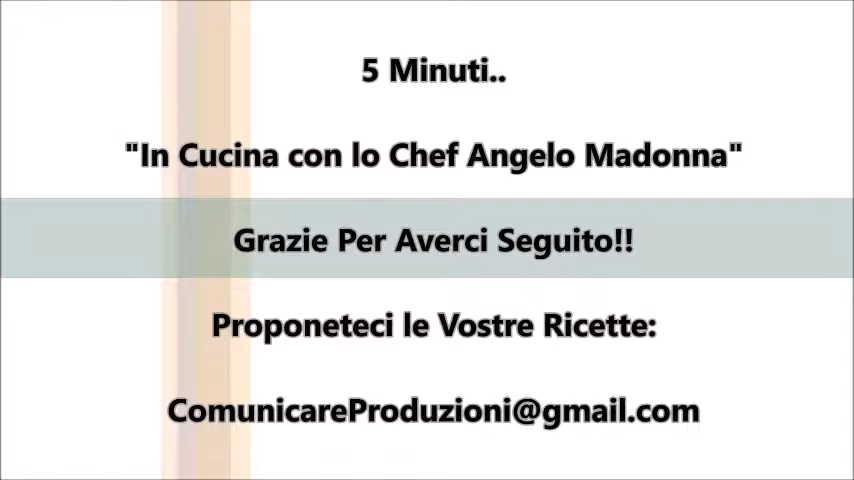 5 Minuti..
"In Cucina con lo Chef Angelo Madonna"
Grazie Per Averci Seguito!!
Proponeteci le Vostre Ricette:
ComunicareProduzioni@gmail.com